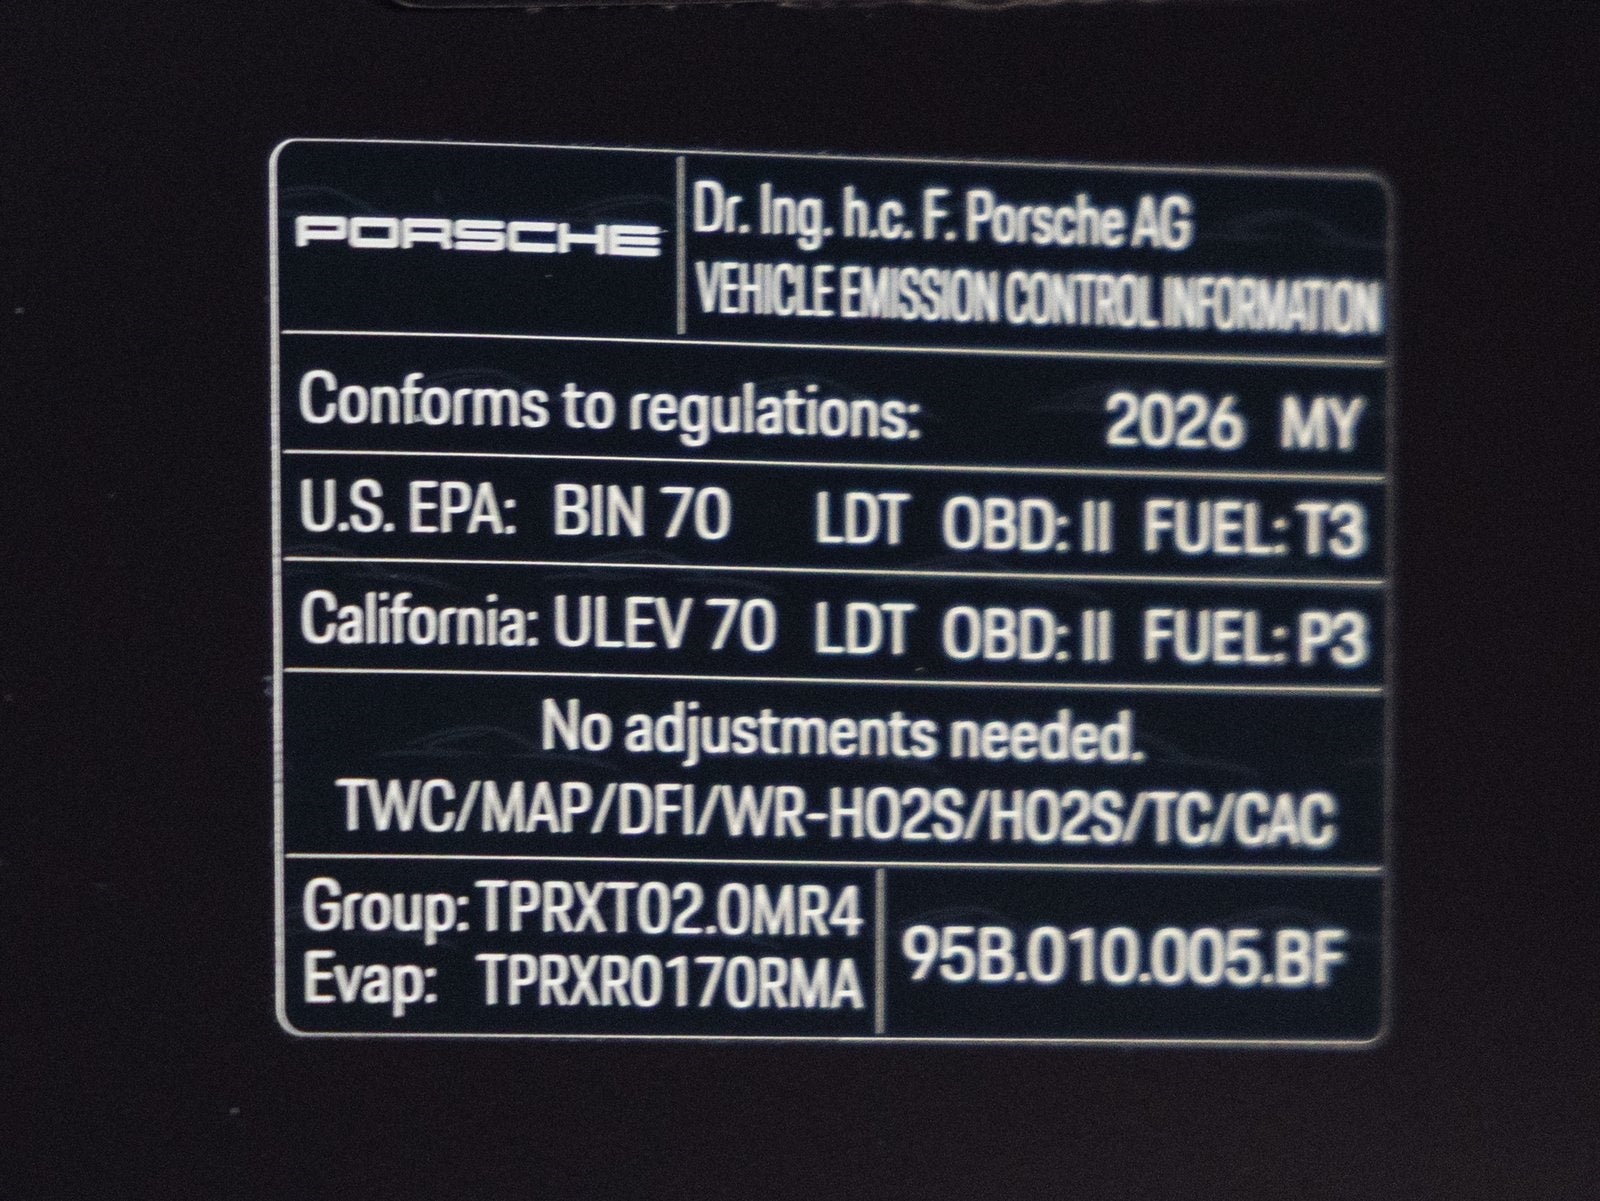 PORSCHE
Dr. Ing. h.c. F. Porsche AG
VEHICLE EMISSION CONTROL INFORMATION
Conforms to regulations: 2026 MY
U.S. EPA: BIN 70 LDT OBD: II FUEL: T3
California: ULEV 70 LDT OBD: II FUEL: P3
No adjustments needed.
TWC/MAP/DFI/WR-HO2S/HO2S/TC/CAC
Group: TPRXT02.0MR4
Evap: TPRXR0170RMA
95B.010.005.BF